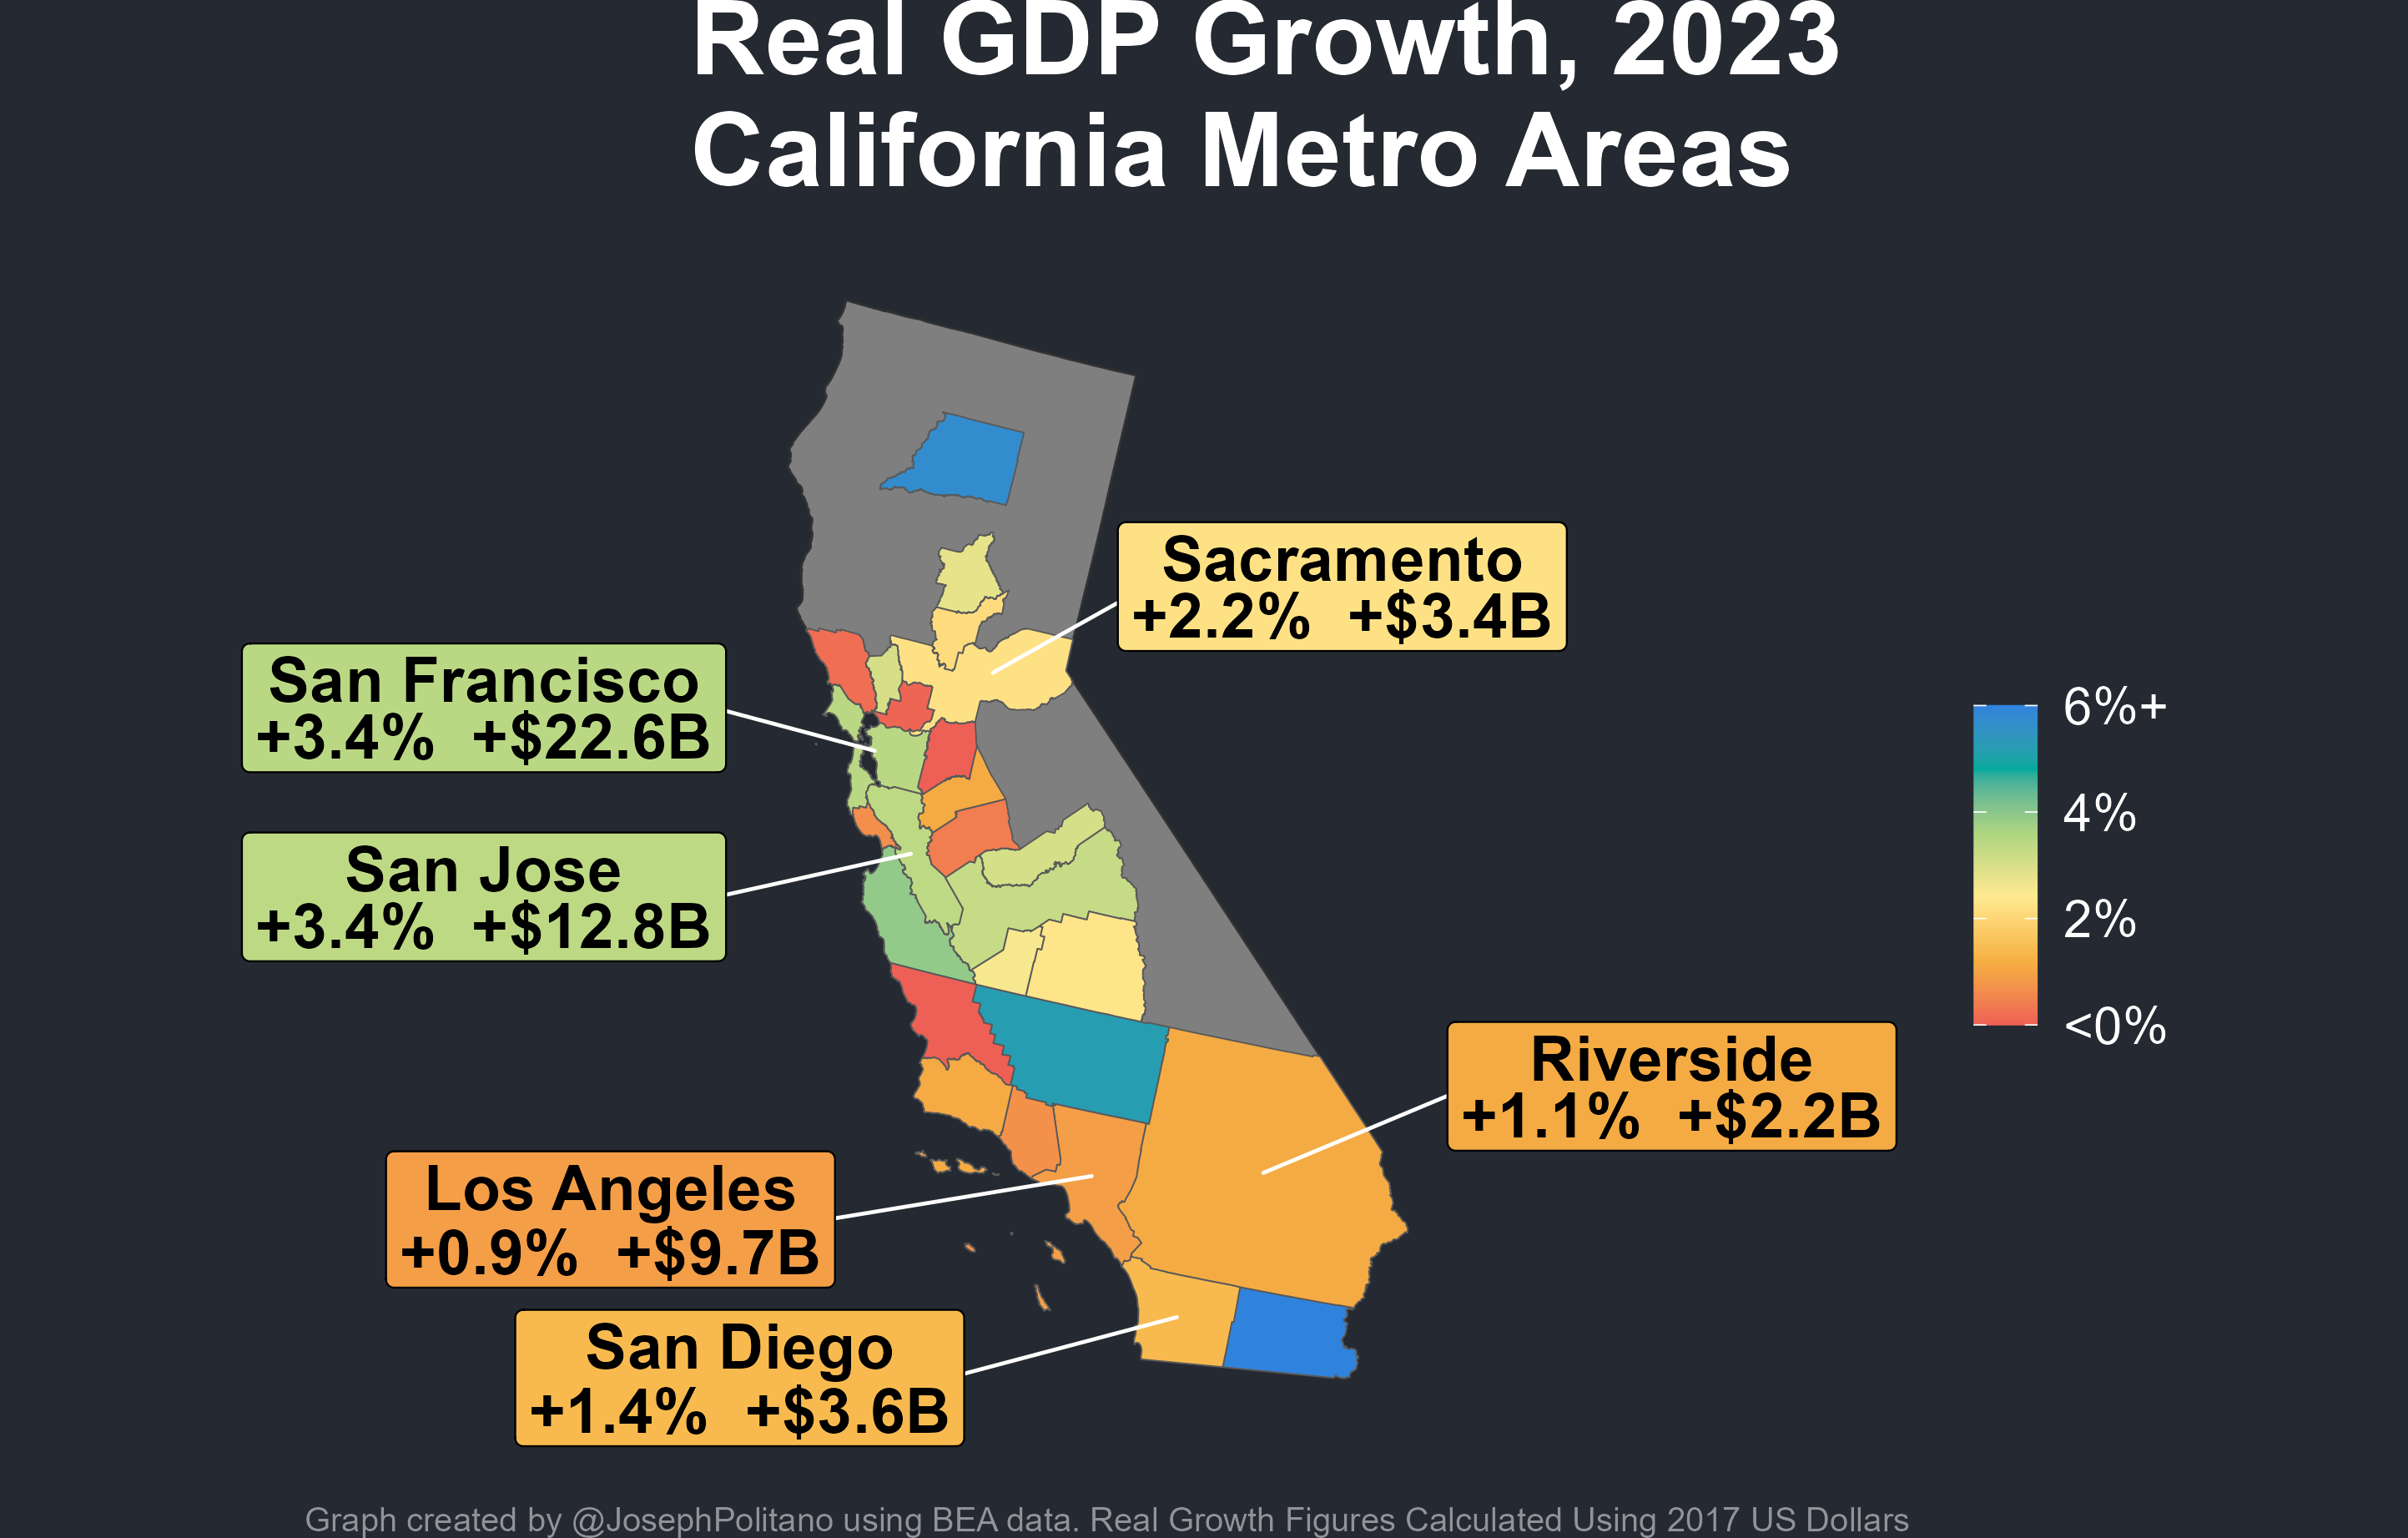 Real GDP Growth, 2023
California Metro Areas
Sacramento
+2.2% +$3.4B
San Francisco
+3.4% +$22.6B
San Jose
+3.4% +$12.8B
6%+
4%
2%
<0%
Riverside
+1.1% +$2.2B
Los Angeles
+0.9% +$9.7B
San Diego
+1.4% +$3.6B
Graph created by @JosephPolitano using BEA data. Real Growth Figures Calculated Using 2017 US Dollars